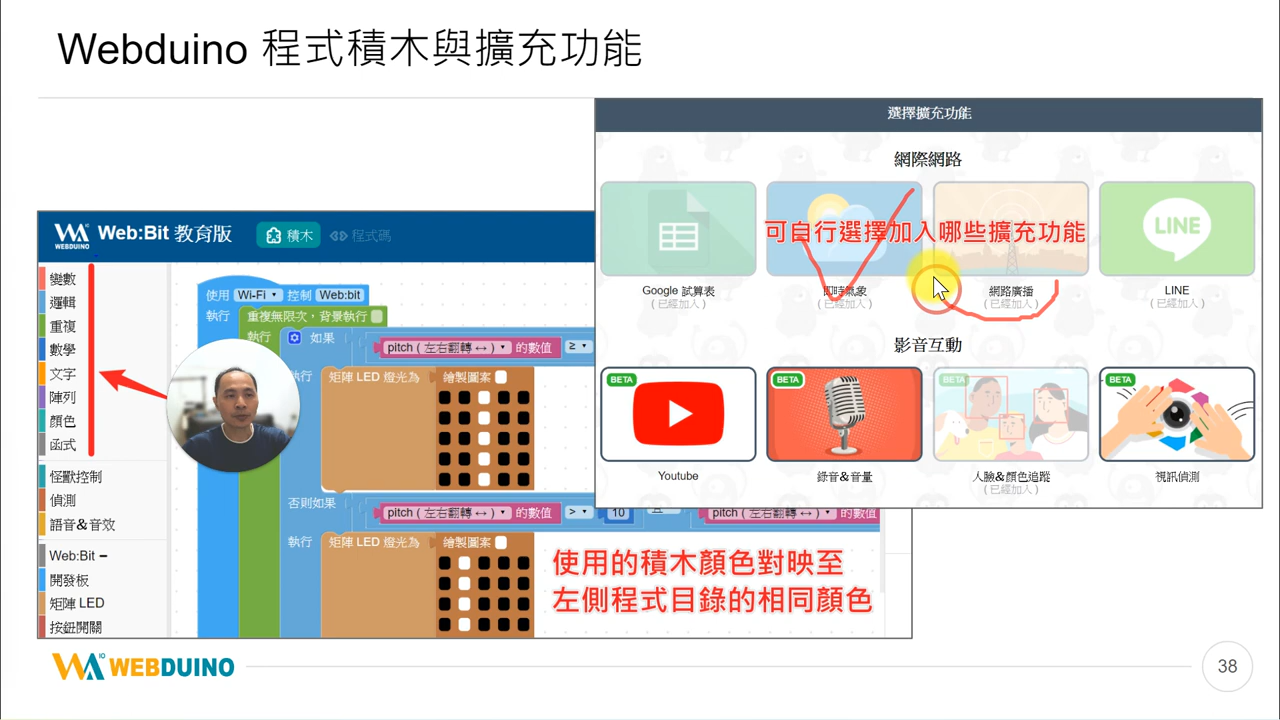 Webduino 程式積木與擴充功能
選擇擴充功能
網際網路
可自行選擇加入哪些擴充功能
LINE
Google 試算表
即時氣象
網路廣播
LINE
(已經加入)
(已經加入)
(已經加入)
(已經加入)
影音互動
BETA
BETA
BETA
BETA
Youtube
錄音&音量
人臉&顏色追蹤
視訊偵測
(已經加入)
WEBDUINO
Web:Bit 教育版
積木
程式碼
變數
邏輯
重複
數學
文字
陣列
顏色
函式
怪獸控制
偵測
語音&音效
Web:Bit
開發板
矩陣 LED
按鈕開關
使用 Wi-Fi 控制 Web:bit
執行 重複無限次，背景執行
執行 如果 pitch ( 左右翻轉 ↔ ) 的數值 ≥
執行 矩陣 LED 燈光為 繪製圖案
否則如果 pitch ( 左右翻轉 ↔ ) 的數值 > 10 且 pitch ( 左右翻轉 ↔ ) 的數值
執行 矩陣 LED 燈光為 繪製圖案
使用的積木顏色對映至
左側程式目錄的相同顏色
WEBDUINO
38